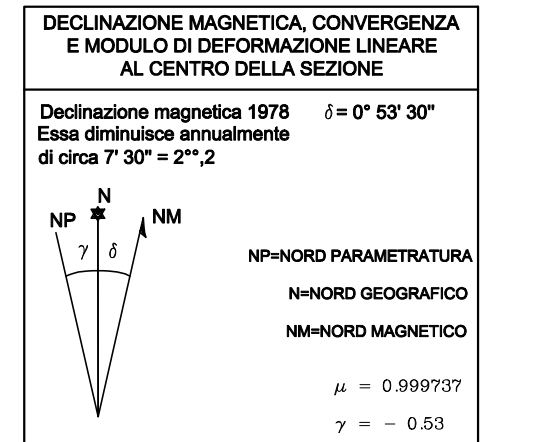 DECLINAZIONE MAGNETICA, CONVERGENZA
E MODULO DI DEFORMAZIONE LINEARE
AL CENTRO DELLA SEZIONE
Declinazione magnetica 1978 δ= 0° 53' 30"
Essa diminuisce annualmente
di circa 7' 30" = 2°°,2
N
NP
NM
γ δ
NP=NORD PARAMETRATURA
N=NORD GEOGRAFICO
NM=NORD MAGNETICO
μ = 0.999737
γ = - 0.53